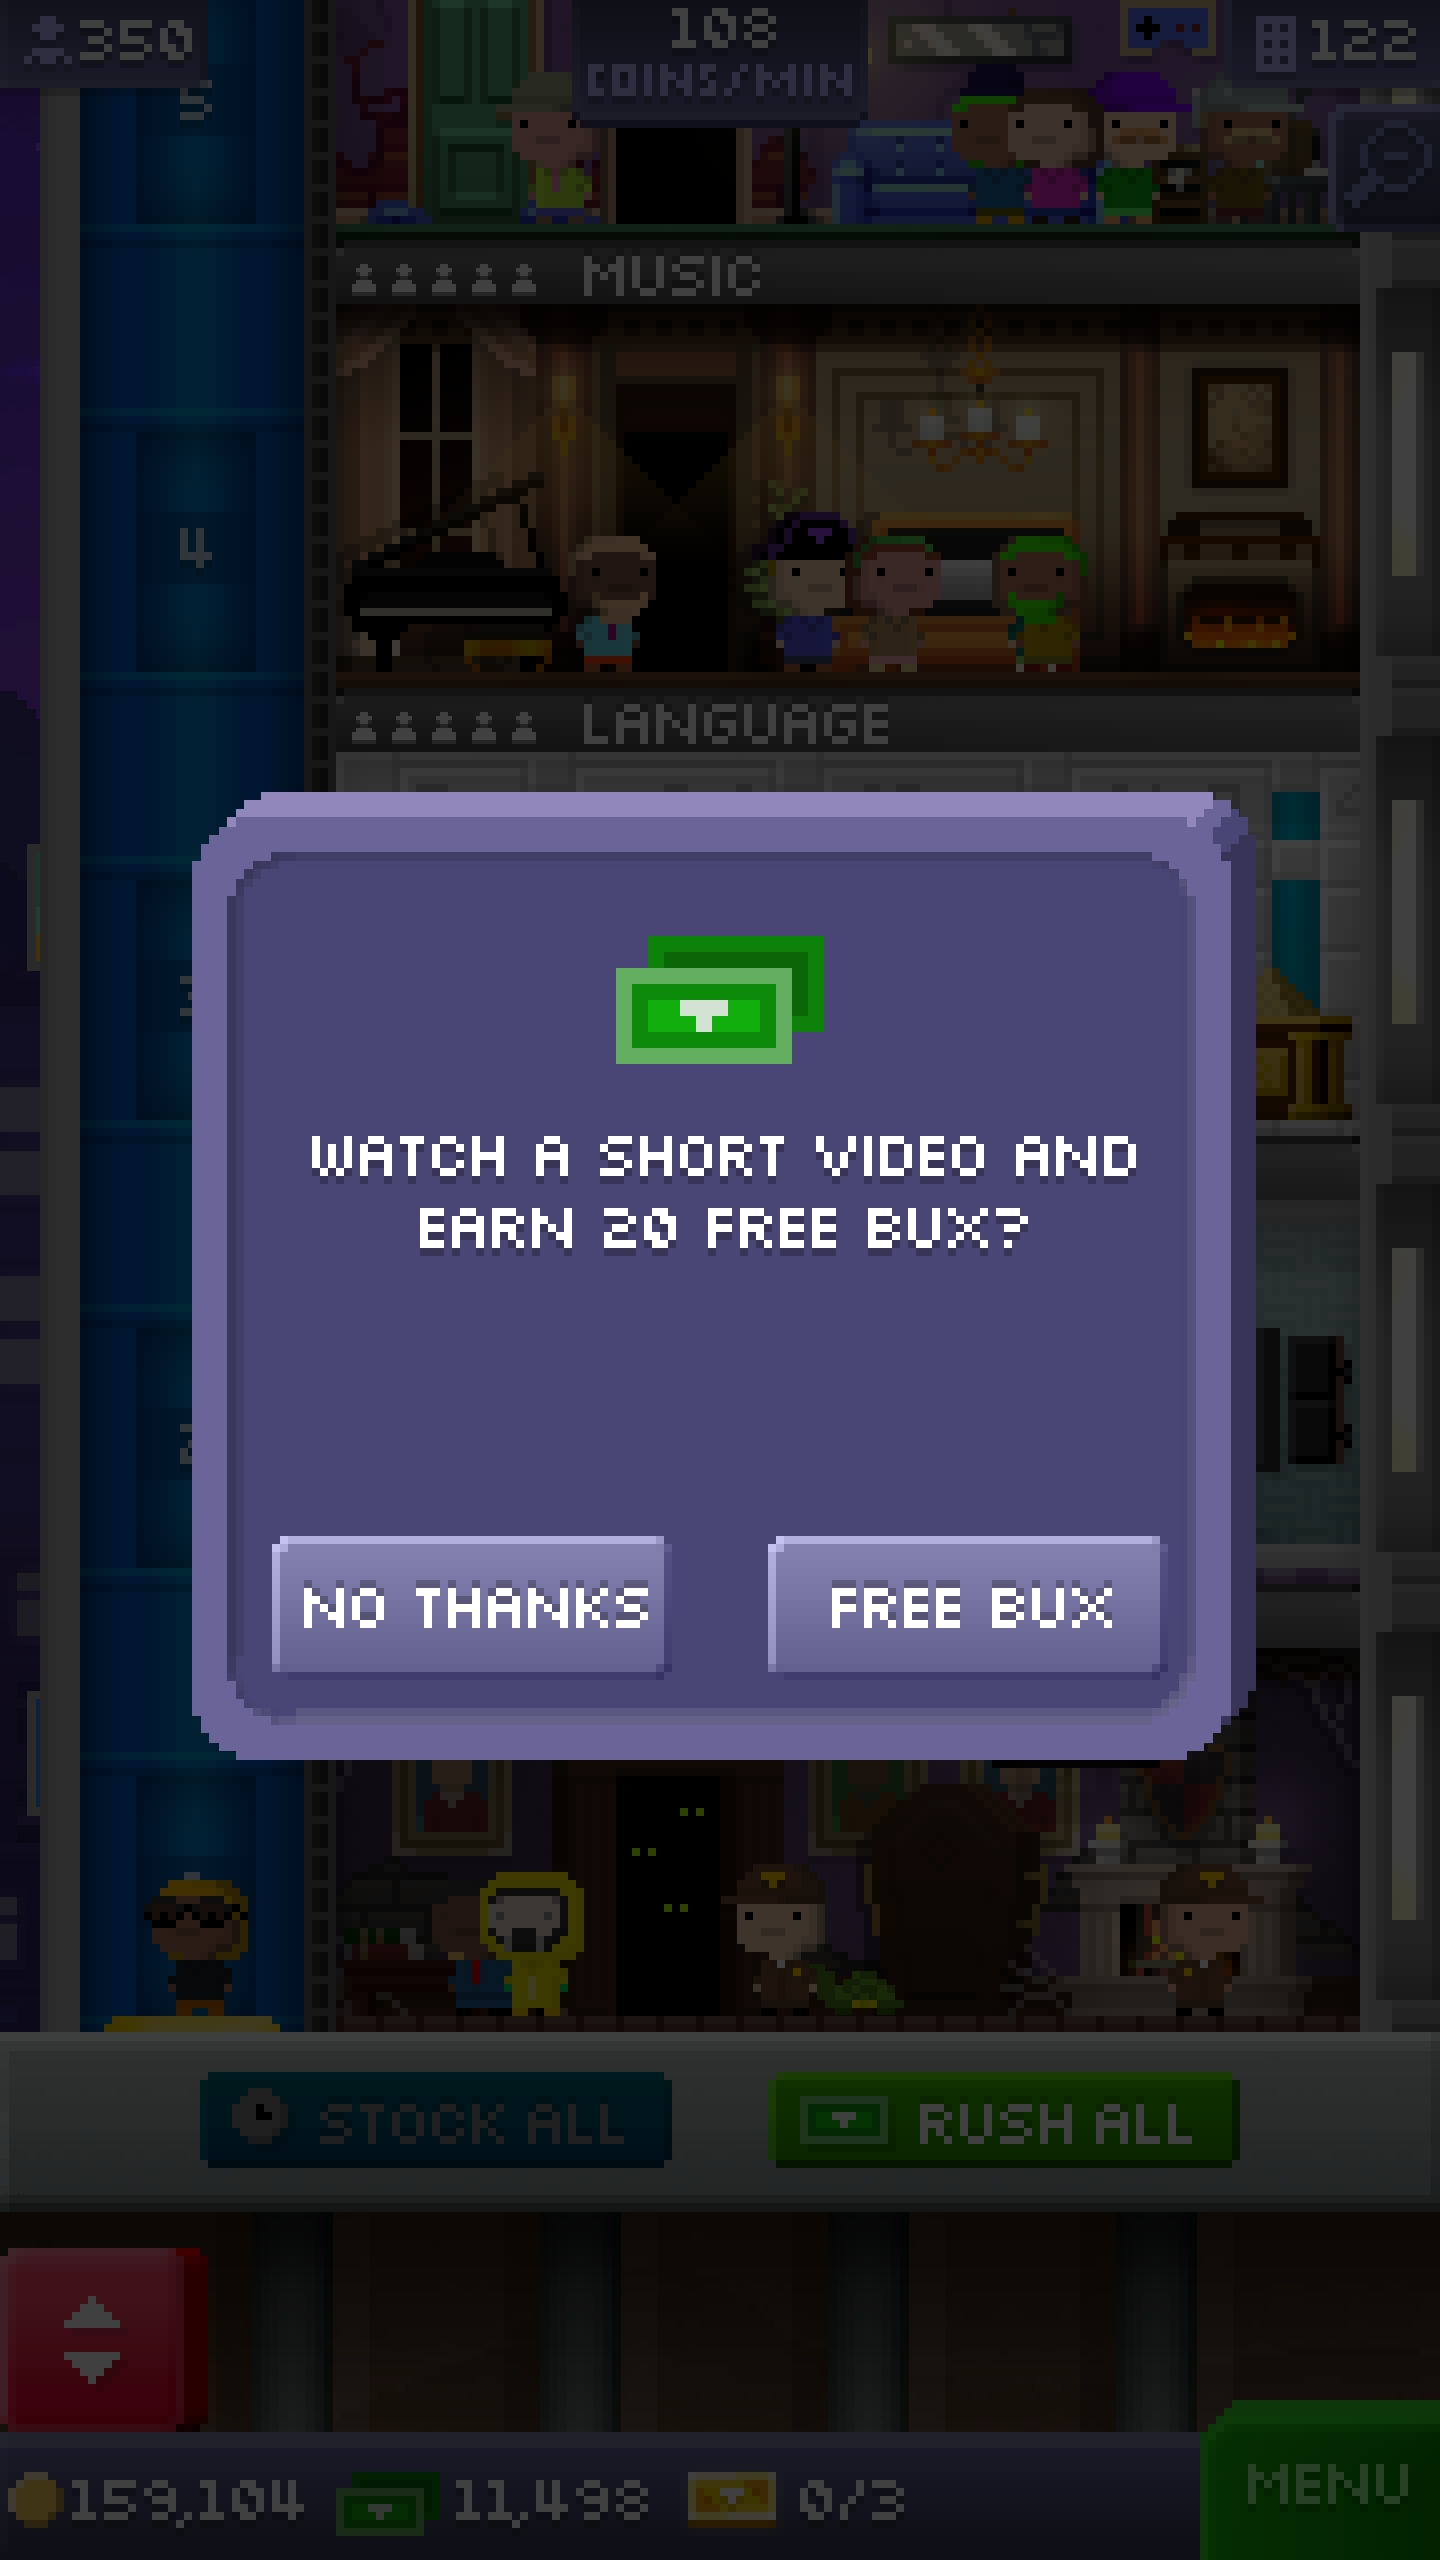 350
108
COINS/MIN
122
5
MUSIC
4
LANGUAGE
WATCH A SHORT VIDEO AND
EARN 20 FREE BUX?
NO THANKS
FREE BUX
STOCK ALL
RUSH ALL
159,104
11,498
0/3
MENU